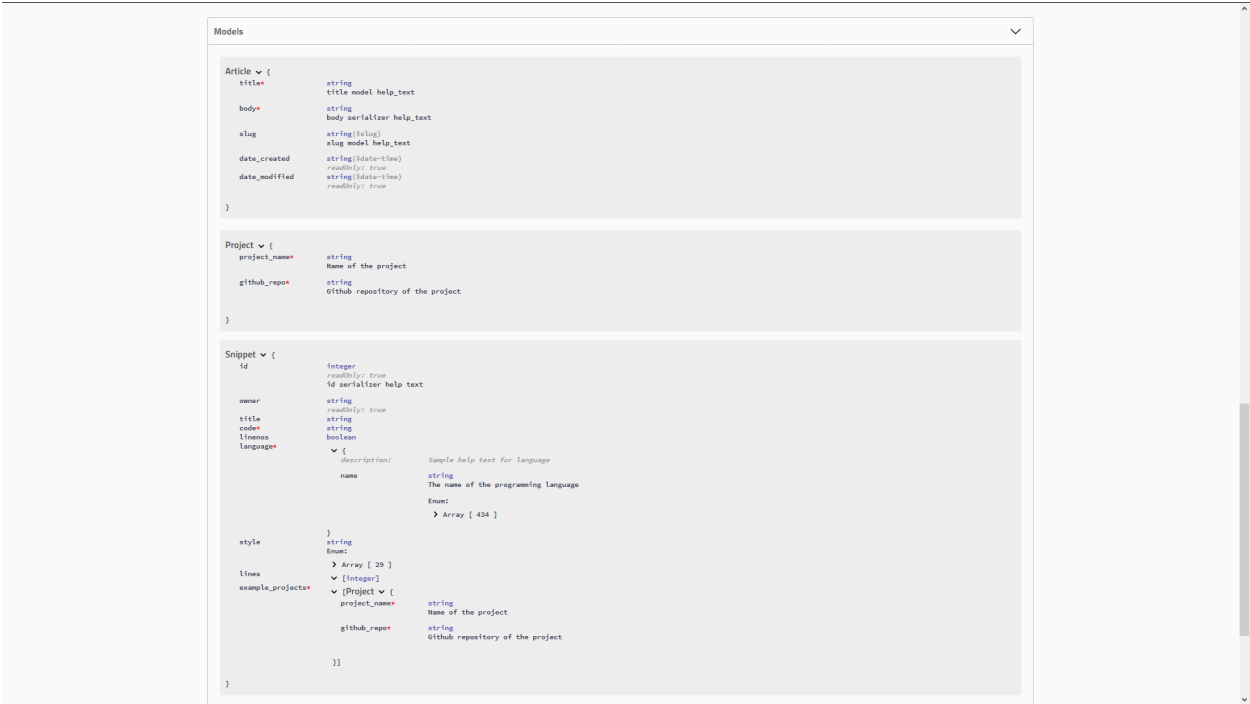 Models
Article {
title* string
title model help_text
body* string
body serializer help_text
slug string($slug)
slug model help_text
date_created string($date-time)
readOnly: true
date_modified string($date-time)
readOnly: true
}
Project {
project_name* string
Name of the project
github_repo* string
Github repository of the project
}
Snippet {
id integer
readOnly: true
id serializer help text
owner string
readOnly: true
title string
code* string
linenos boolean
language*
{
description: Sample help text for language
name string
The name of the programming language
Enum:
Array [ 434 ]
}
style string
Enum:
Array [ 29 ]
lines [integer]
example_projects* [Project {
project_name* string
Name of the project
github_repo* string
Github repository of the project
}]
}